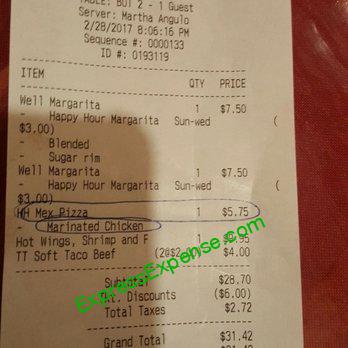 TABLE: BOT 2 - 1 Guest
Server: Martha Angulo
2/28/2017 8:06:16 PM
Sequence #: 0000133
ID #: 0193119
ITEM QTY PRICE
Well Margarita 1 $7.50
- Happy Hour Margarita Sun-wed (
$3.00)
- Blended
- Sugar rim
Well Margarita 1 $7.50
- Happy Hour Margarita Sun-wed (
$3.00)
HH Mex Pizza 1 $5.75
- Marinated Chicken
Hot Wings, Shrimp and F 1 .95
TT Soft Taco Beef (2@$2. $4.00
Subtotal $28.70
Discounts ($6.00)
Total Taxes $2.72
Grand Total $31.42
ExpressExpense.com